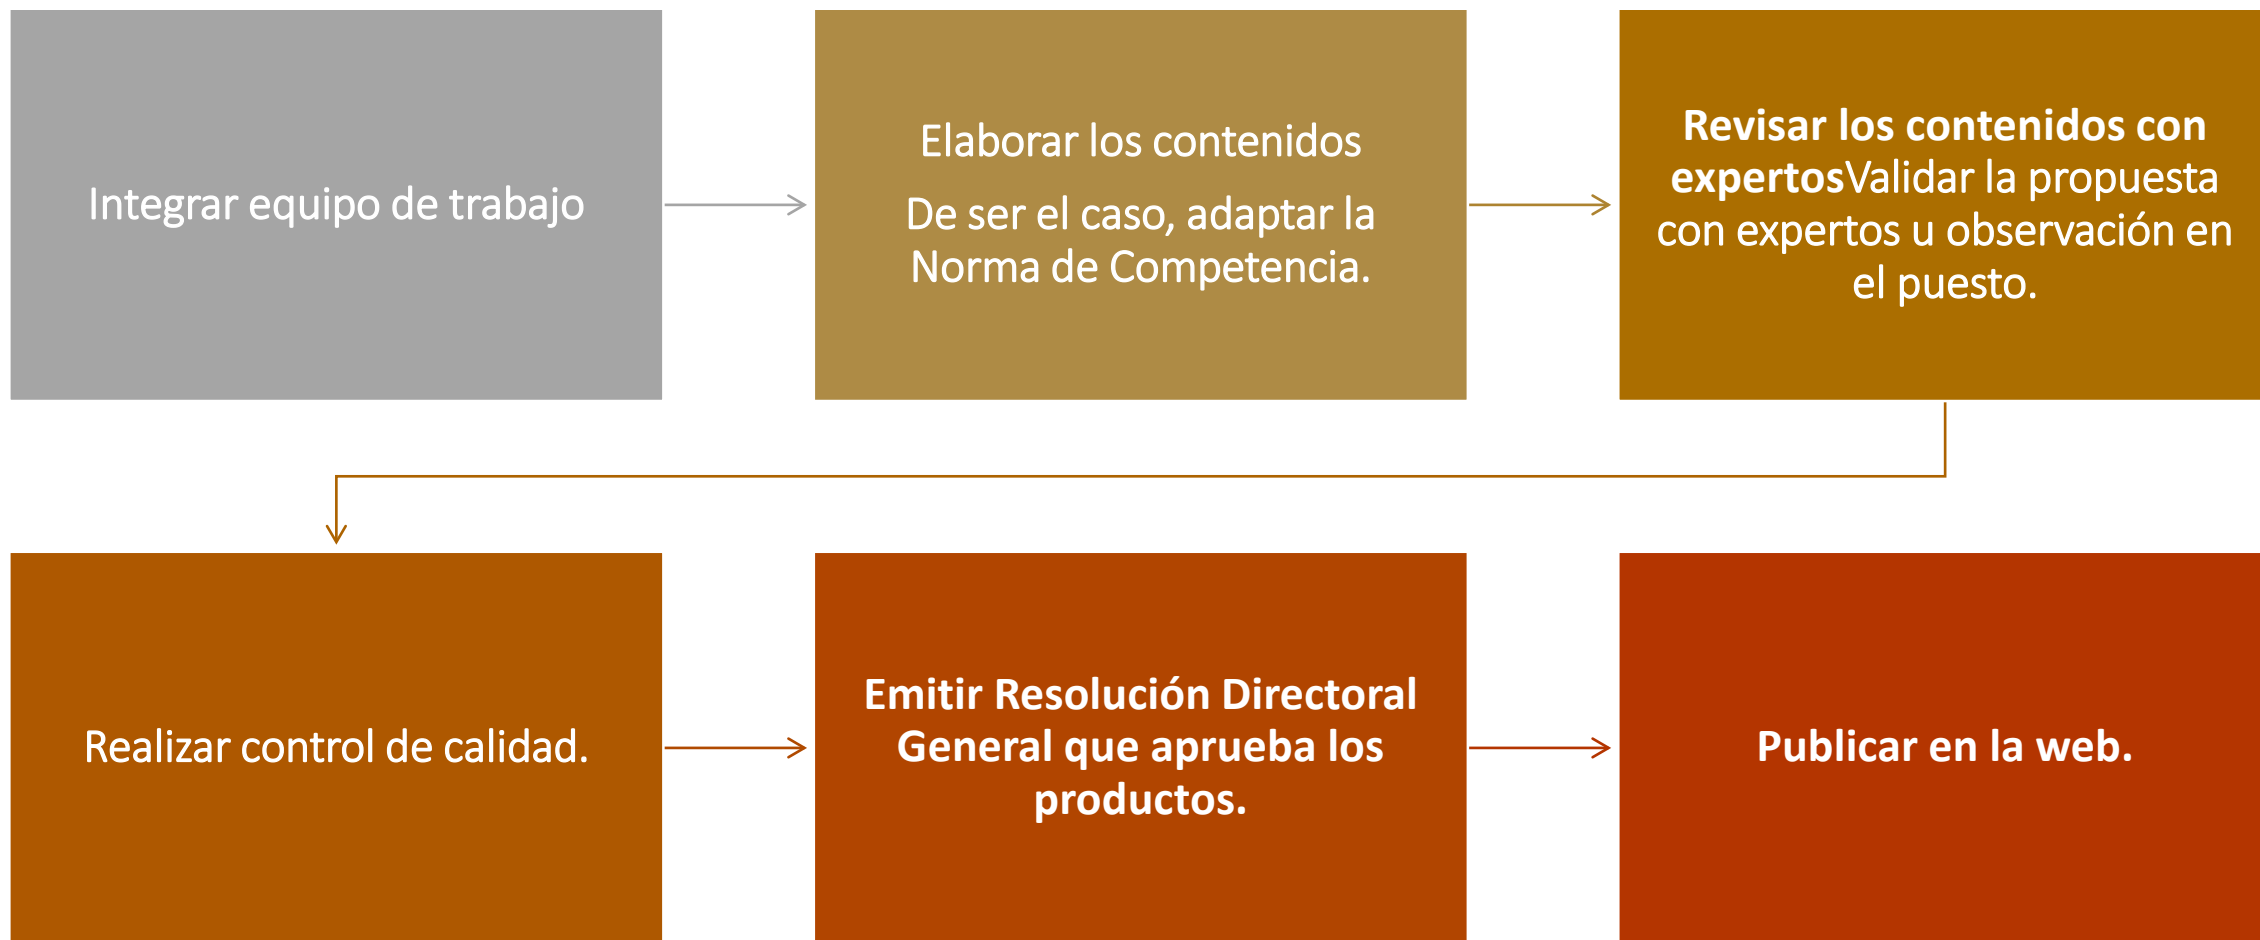 Integrar equipo de trabajo
Elaborar los contenidos
De ser el caso, adaptar la
Norma de Competencia.
Revisar los contenidos con
expertosValidar la propuesta
con expertos u observación en
el puesto.
Realizar control de calidad.
Emitir Resolución Directoral
General que aprueba los
productos.
Publicar en la web.